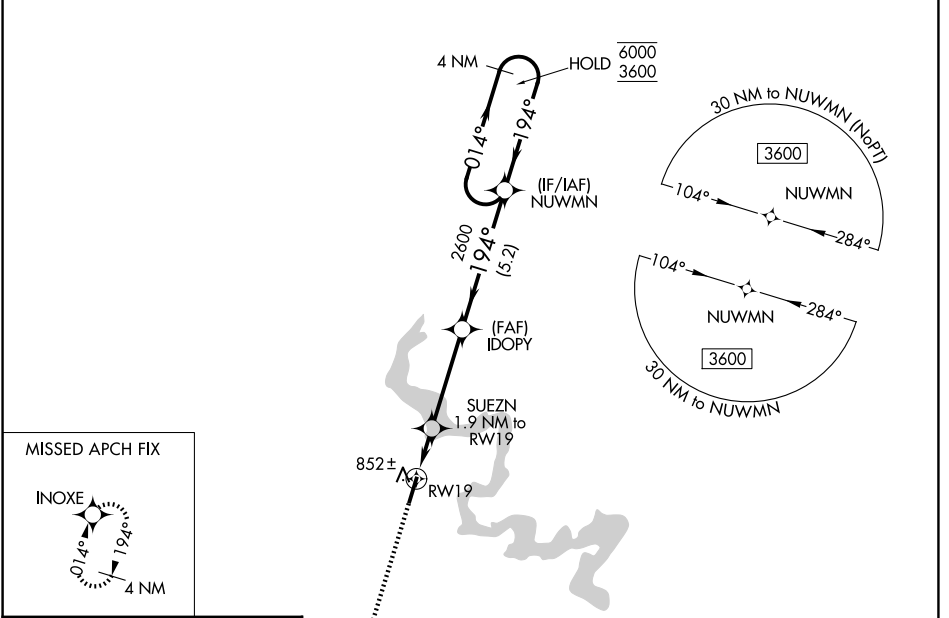 4 NM
HOLD
6000
3600
014°
194°
(IF/IAF)
NUWMN
2600
194°
(5.2)
(FAF)
IDOPY
SUEZN
1.9 NM to
RW19
852±
RW19
30 NM to NUWMN (NoPT)
3600
NUWMN
104°
284°
104°
284°
NUWMN
3600
30 NM to NUWMN
MISSED APCH FIX
INOXE
014°
194°
4 NM